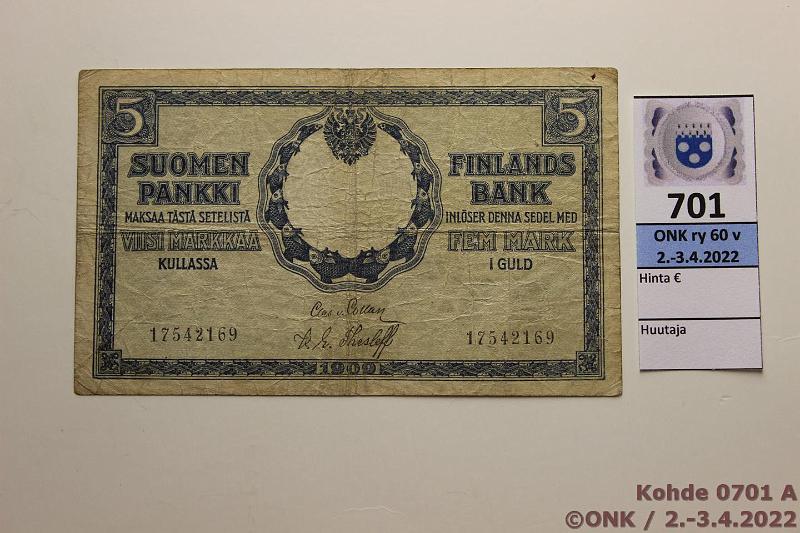 5
5
SUOMEN
PANKKI
MAKSAA TÄSTÄ SETELISTÄ
VIISI MARKKAA
KULLASSA
FINLANDS
BANK
INLÖSER DENNA SEDEL MED
FEM MARK
I GULD
Clas v. Collan
17542169
17542169
1909
701
ONK ry 60 v
2.-3.4.2022
Hinta €
Huutaja
Kohde 0701 A
©ONK / 2.-3.4.2022